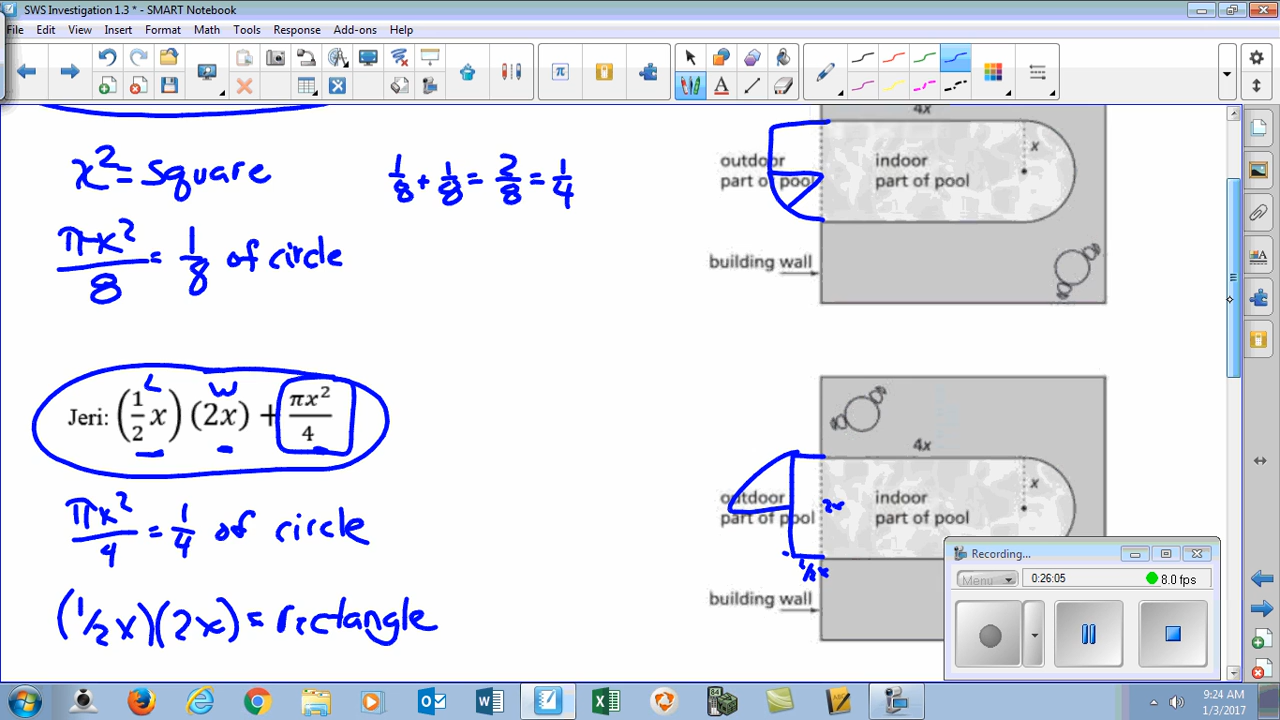 SWS Investigation 1.3 * - SMART Notebook
File Edit View Insert Format Math Tools Response Add-ons Help
4x
x² = square
1/8 + 1/8 = 2/8 = 1/4
outdoor part of pool
indoor part of pool
x
πx²/8 = 1/8 of circle
building wall
L W
Jeri: (1/2 x) (2x) + πx²/4
4x
x
outdoor part of pool
2x
indoor part of pool
πx²/4 = 1/4 of circle
1/2x
building wall
(1/2x)(2x) = rectangle
Recording...
Menu
0:26:05
8.0 fps
9:24 AM
1/3/2017